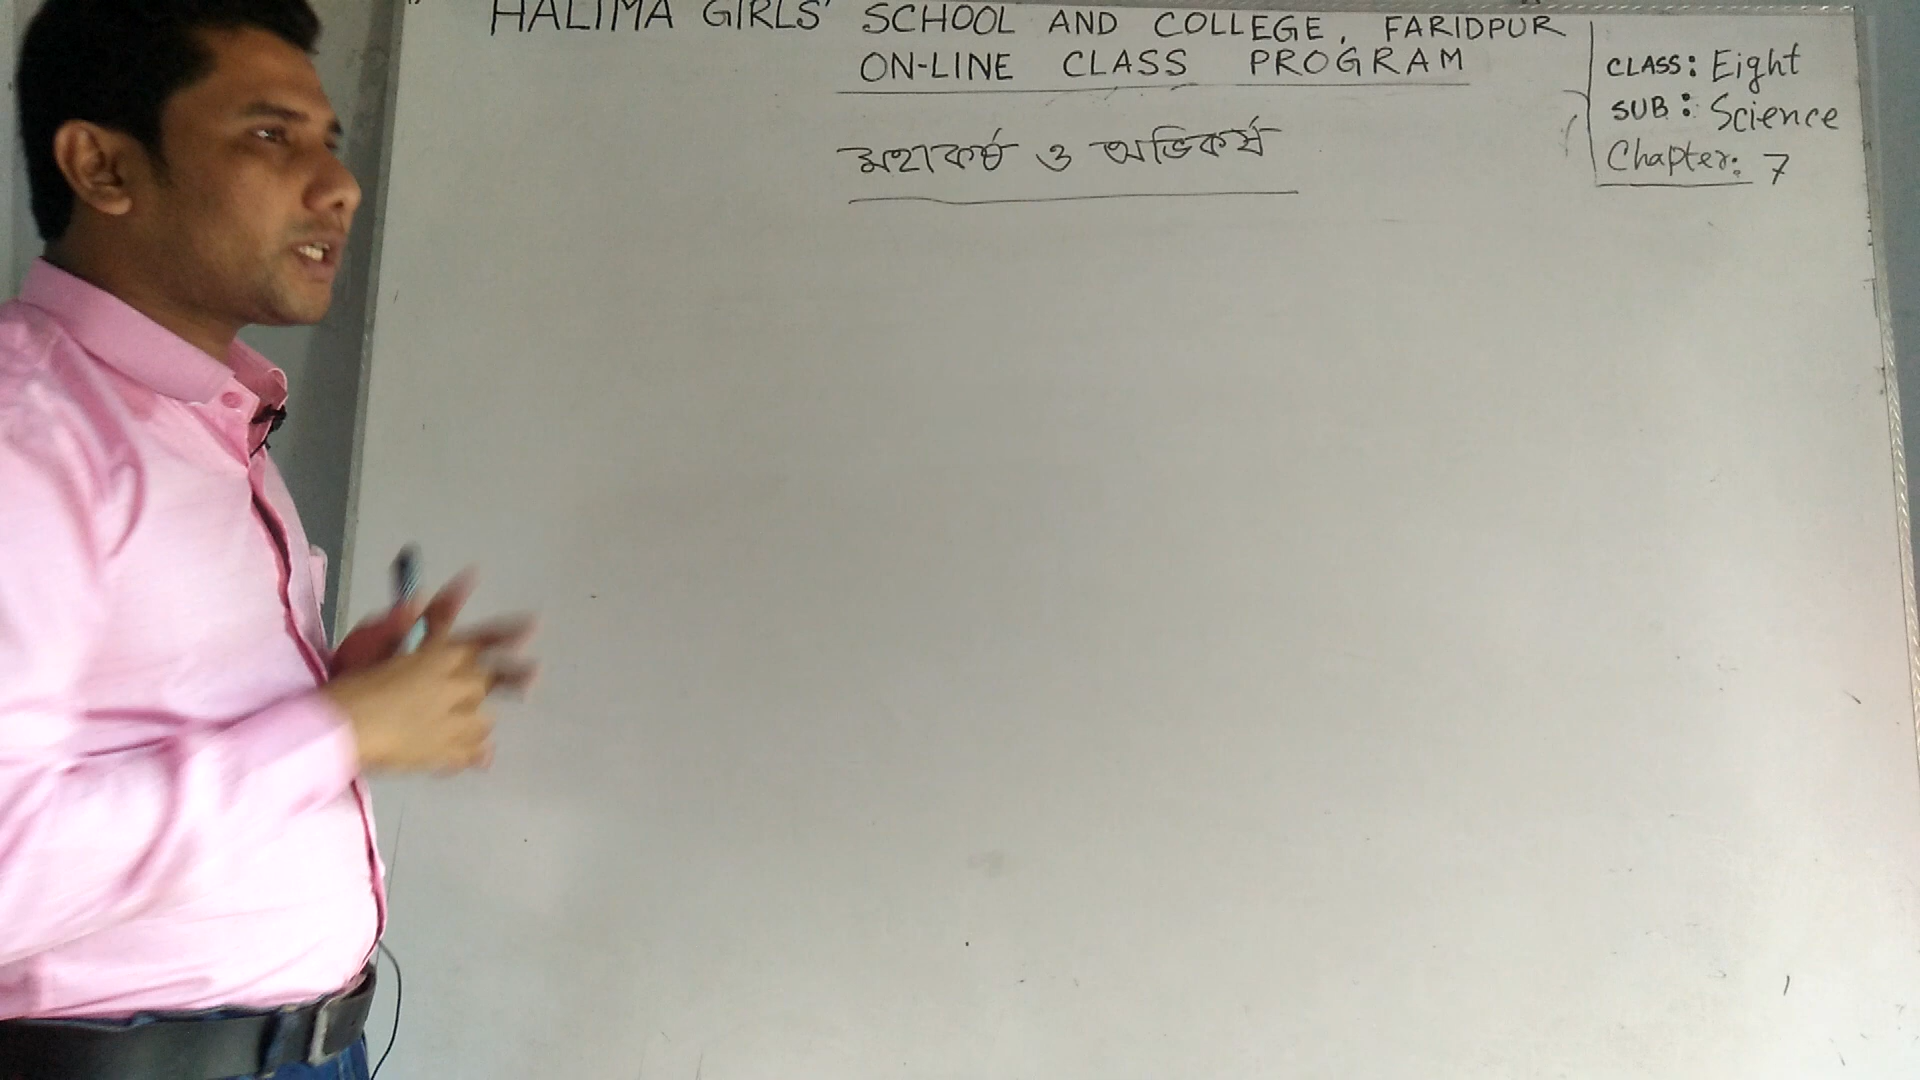 HALIMA GIRLS' SCHOOL AND COLLEGE, FARIDPUR
ON-LINE CLASS PROGRAM
মহাকর্ষ ও অভিকর্ষ
CLASS: Eight
SUB: Science
Chapter: 7